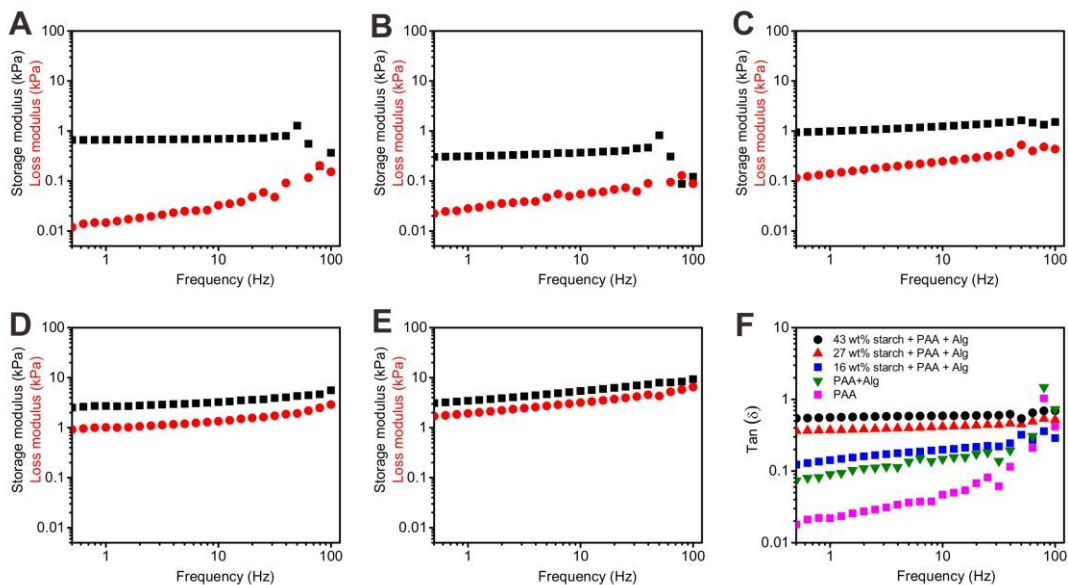 A
Storage modulus (kPa)
Loss modulus (kPa)
100
10
1
0.1
0.01
1
10
100
Frequency (Hz)
B
Storage modulus (kPa)
Loss modulus (kPa)
100
10
1
0.1
0.01
1
10
100
Frequency (Hz)
C
Storage modulus (kPa)
Loss modulus (kPa)
100
10
1
0.1
0.01
1
10
100
Frequency (Hz)
D
Storage modulus (kPa)
Loss modulus (kPa)
100
10
1
0.1
0.01
1
10
100
Frequency (Hz)
E
Storage modulus (kPa)
Loss modulus (kPa)
100
10
1
0.1
0.01
1
10
100
Frequency (Hz)
F
Tan (δ)
10
1
0.1
0.01
43 wt% starch + PAA + Alg
27 wt% starch + PAA + Alg
16 wt% starch + PAA + Alg
PAA+Alg
PAA
1
10
100
Frequency (Hz)